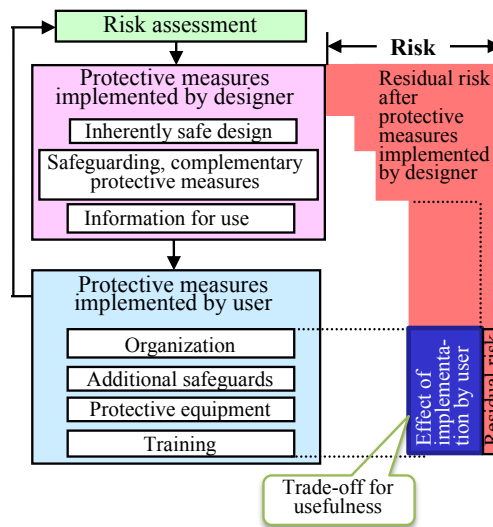 Risk assessment
Risk
Protective measures
implemented by designer
Inherently safe design
Safeguarding, complementary
protective measures
Information for use
Residual risk
after
protective
measures
implemented
by designer
Protective measures
implemented by user
Organization
Additional safeguards
Protective equipment
Training
Effect of
implementa-
tion by user
Residual risk
Trade-off for
usefulness